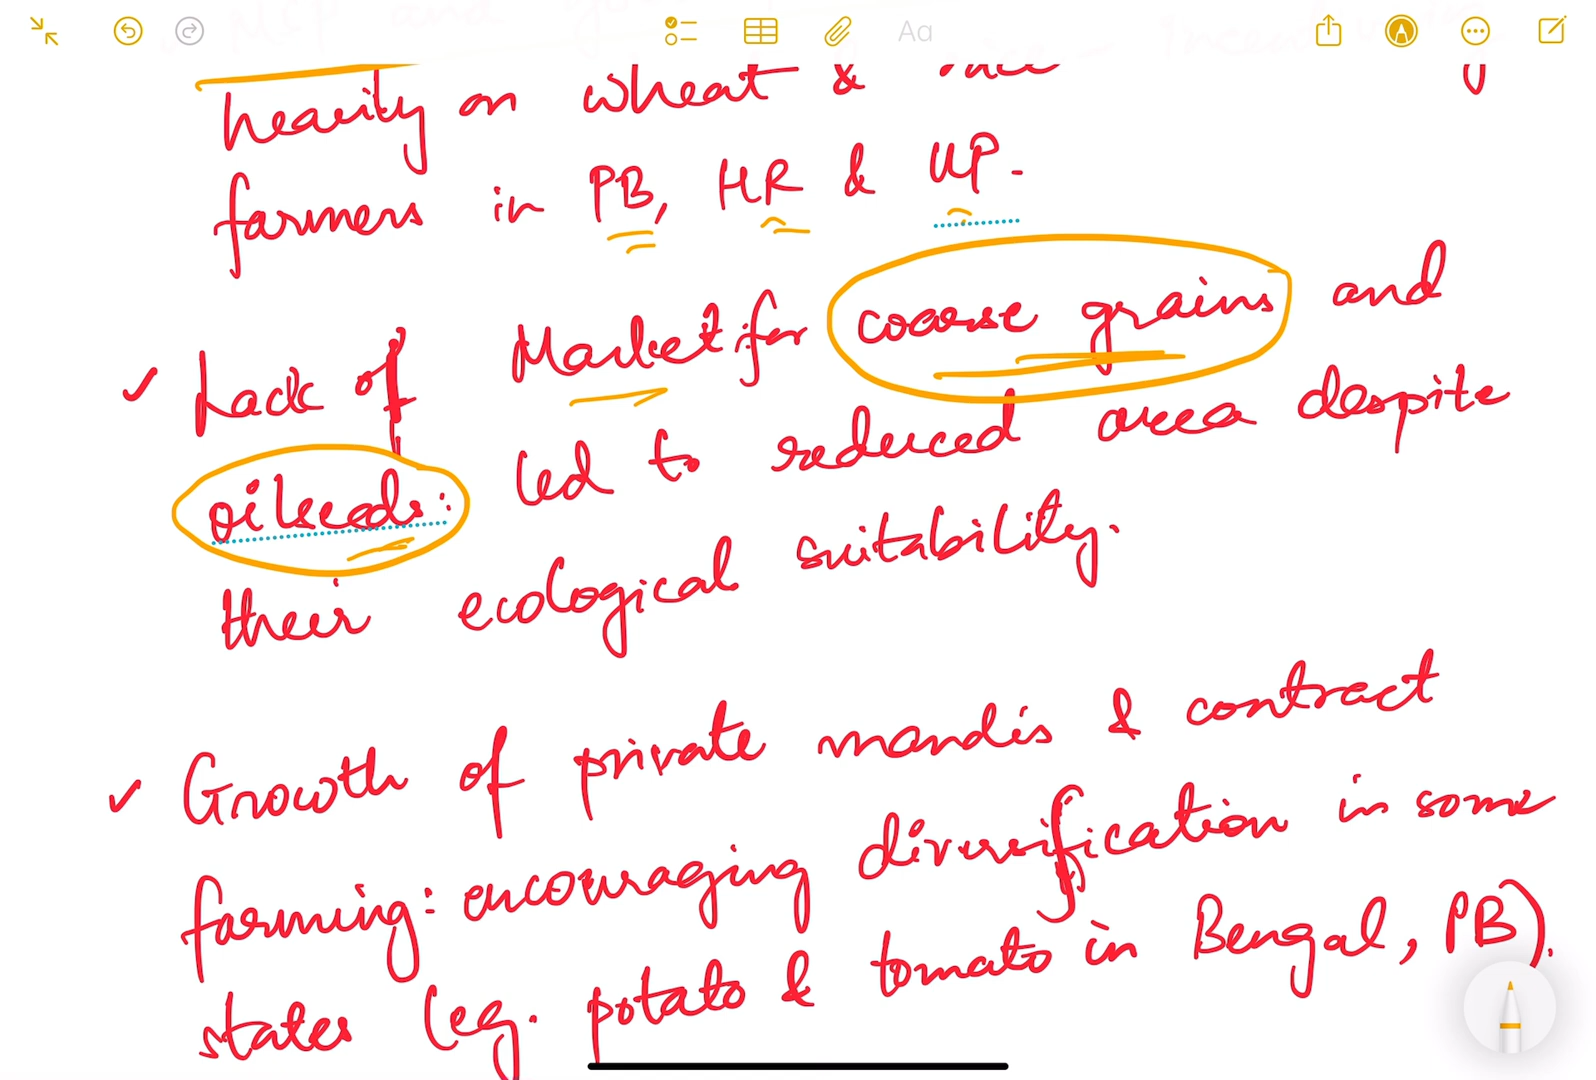 Aa
heavily on wheat &
farmers in PB, HR & UP.
✓ Lack of Market for coarse grains and
oilseeds: led to reduced area despite
their ecological suitability.
✓ Growth of private mandis & contract
farming: encouraging diversification in some
states (eg. potato & tomato in Bengal, PB).